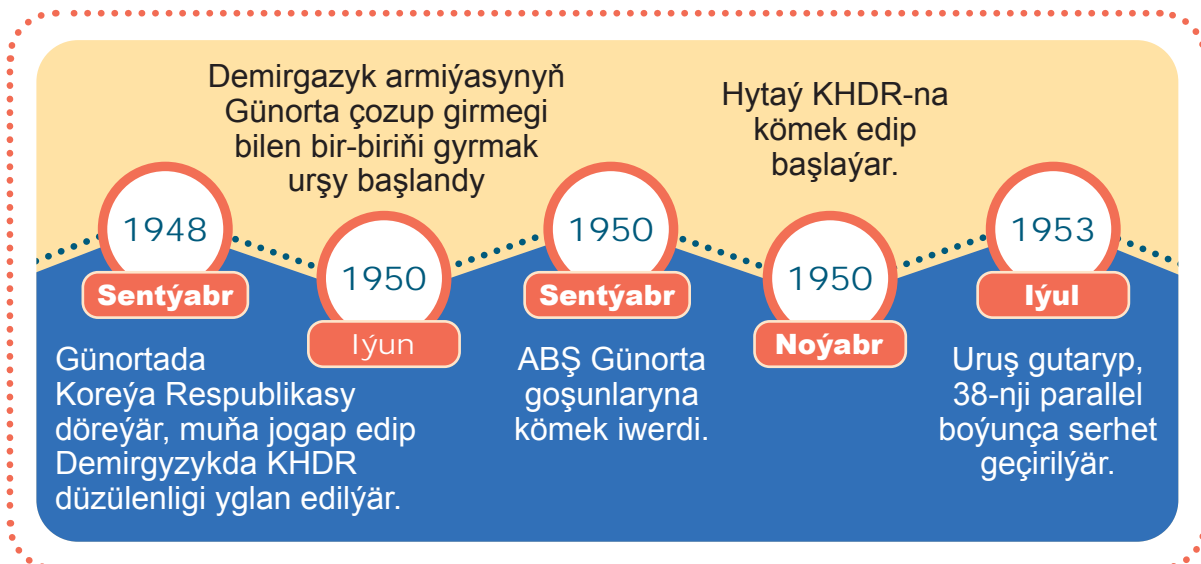 1948
Sentýabr
Günortada
Koreýa Respublikasy
döreýär, muňa jogap edip
Demirgyzykda KHDR
düzülenligi yglan edilýär.
Demirgazyk armiýasynyň
Günorta çozup girmegi
bilen bir-biriňi gyrmak
urşy başlandy
1950
Iýun
1950
Sentýabr
ABŞ Günorta
goşunlaryna
kömek iwerdi.
Hytaý KHDR-na
kömek edip
başlaýar.
1950
Noýabr
1953
Iýul
Uruş gutaryp,
38-nji parallel
boýunça serhet
geçirilýär.